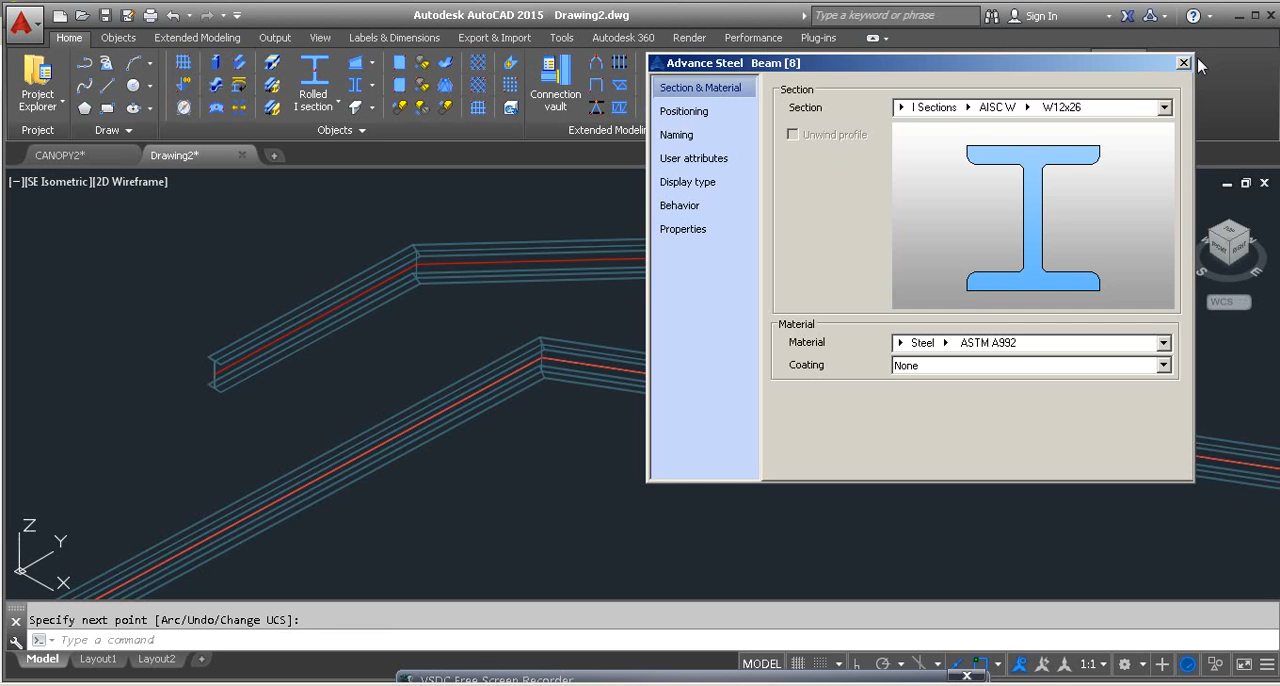 Autodesk AutoCAD 2015 Drawing2.dwg
Type a keyword or phrase
Sign In
Home Objects Extended Modeling Output View Labels & Dimensions Export & Import Tools Autodesk 360 Render Performance Plug-ins
Project
Explorer
Rolled
I section
Connection
vault
Project Draw Objects Extended Modelin
CANOPY2* Drawing2*
[−][SE Isometric][2D Wireframe]
Advance Steel Beam [8]
Section & Material
Positioning
Naming
User attributes
Display type
Behavior
Properties
Section
Section I Sections AISC W W12x26
Unwind profile
Material
Material Steel ASTM A992
Coating None
TOP
FRONT
RIGHT
W
S
E
WCS
Z
Y
X
Specify next point [Arc/Undo/Change UCS]:
Type a command
Model Layout1 Layout2
MODEL 1:1
VSDC Free Screen Recorder